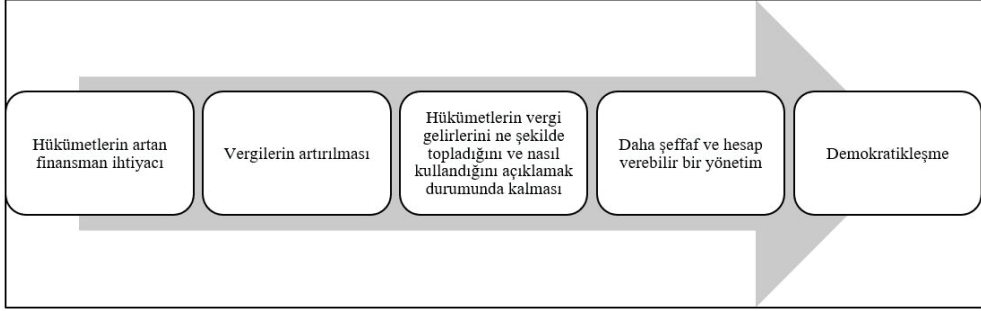 Hükümetlerin artan
finansman ihtiyacı
Vergilerin artırılması
Hükümetlerin vergi
gelirlerini ne şekilde
topladığını ve nasıl
kullandığını açıklamak
durumunda kalması
Daha şeffaf ve hesap
verebilir bir yönetim
Demokratikleşme